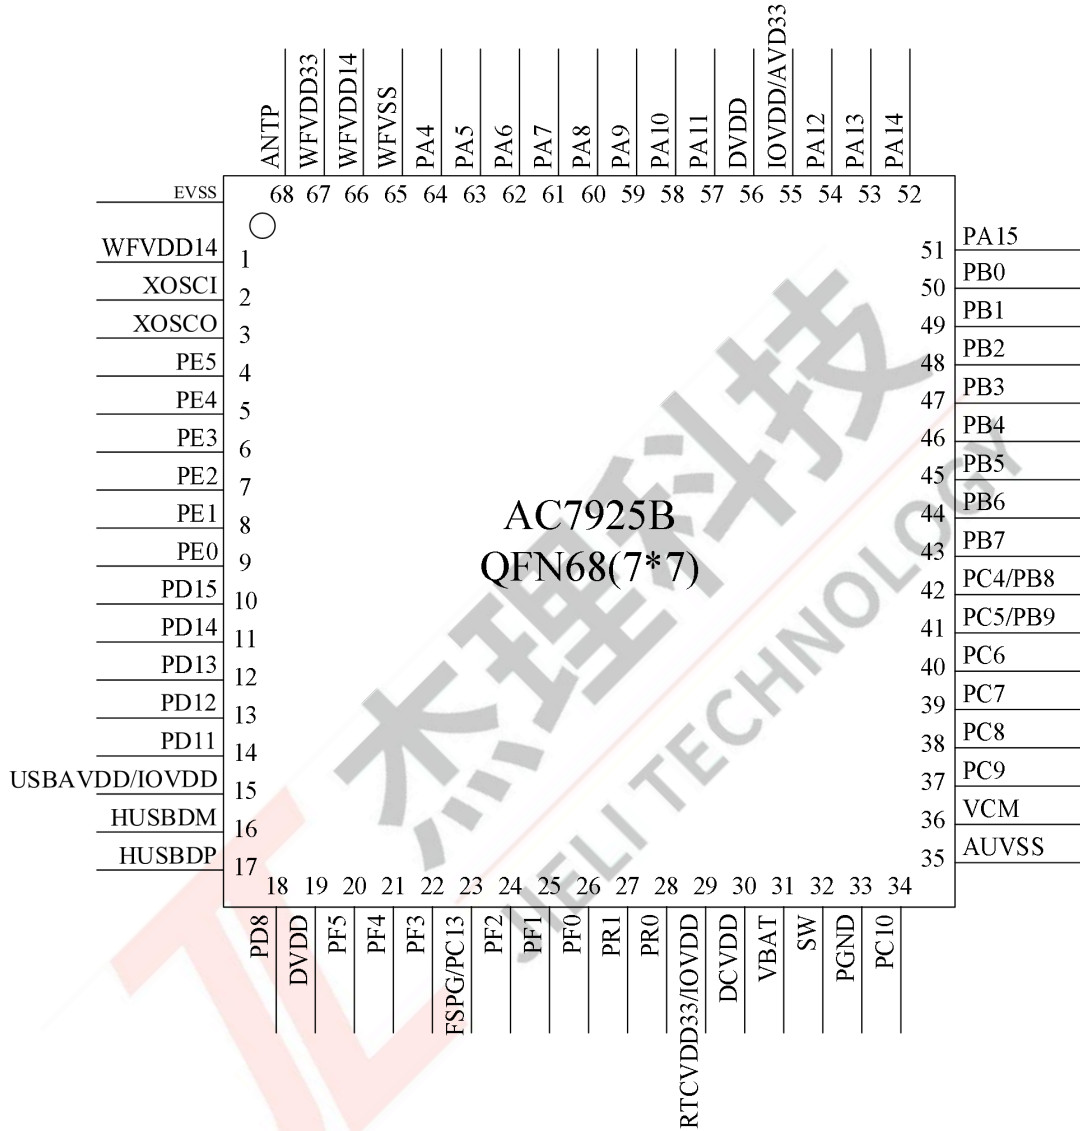 ANTP
WFVDD33
WFVDD14
WFVSS
PA4
PA5
PA6
PA7
PA8
PA9
PA10
PA11
DVDD
IOVDD/AVD33
PA12
PA13
PA14
68 67 66 65 64 63 62 61 60 59 58 57 56 55 54 53 52
EVSS
WFVDD14 1
XOSCI 2
XOSCO 3
PE5 4
PE4 5
PE3 6
PE2 7
PE1 8
PE0 9
PD15 10
PD14 11
PD13 12
PD12 13
PD11 14
USBAVDD/IOVDD 15
HUSBDM 16
HUSBDP 17
AC7925B
QFN68(7*7)
杰理科技
JIELI TECHNOLOGY
51 PA15
50 PB0
49 PB1
48 PB2
47 PB3
46 PB4
45 PB5
44 PB6
43 PB7
42 PC4/PB8
41 PC5/PB9
40 PC6
39 PC7
38 PC8
37 PC9
36 VCM
35 AUVSS
18 19 20 21 22 23 24 25 26 27 28 29 30 31 32 33 34
PD8
DVDD
PF5
PF4
PF3
FSPG/PC13
PF2
PF1
PF0
PR1
PR0
RTCVDD33/IOVDD
DCVDD
VBAT
SW
PGND
PC10